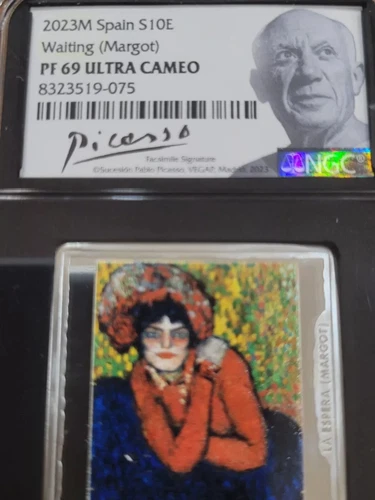 2023M Spain S10E
Waiting (Margot)
PF 69 ULTRA CAMEO
8323519-075
Picasso
Facsimile Signature
©Sucesión Pablo Picasso, VEGAP, Madrid, 2023
NGC®
LA ESPERA (MARGOT)